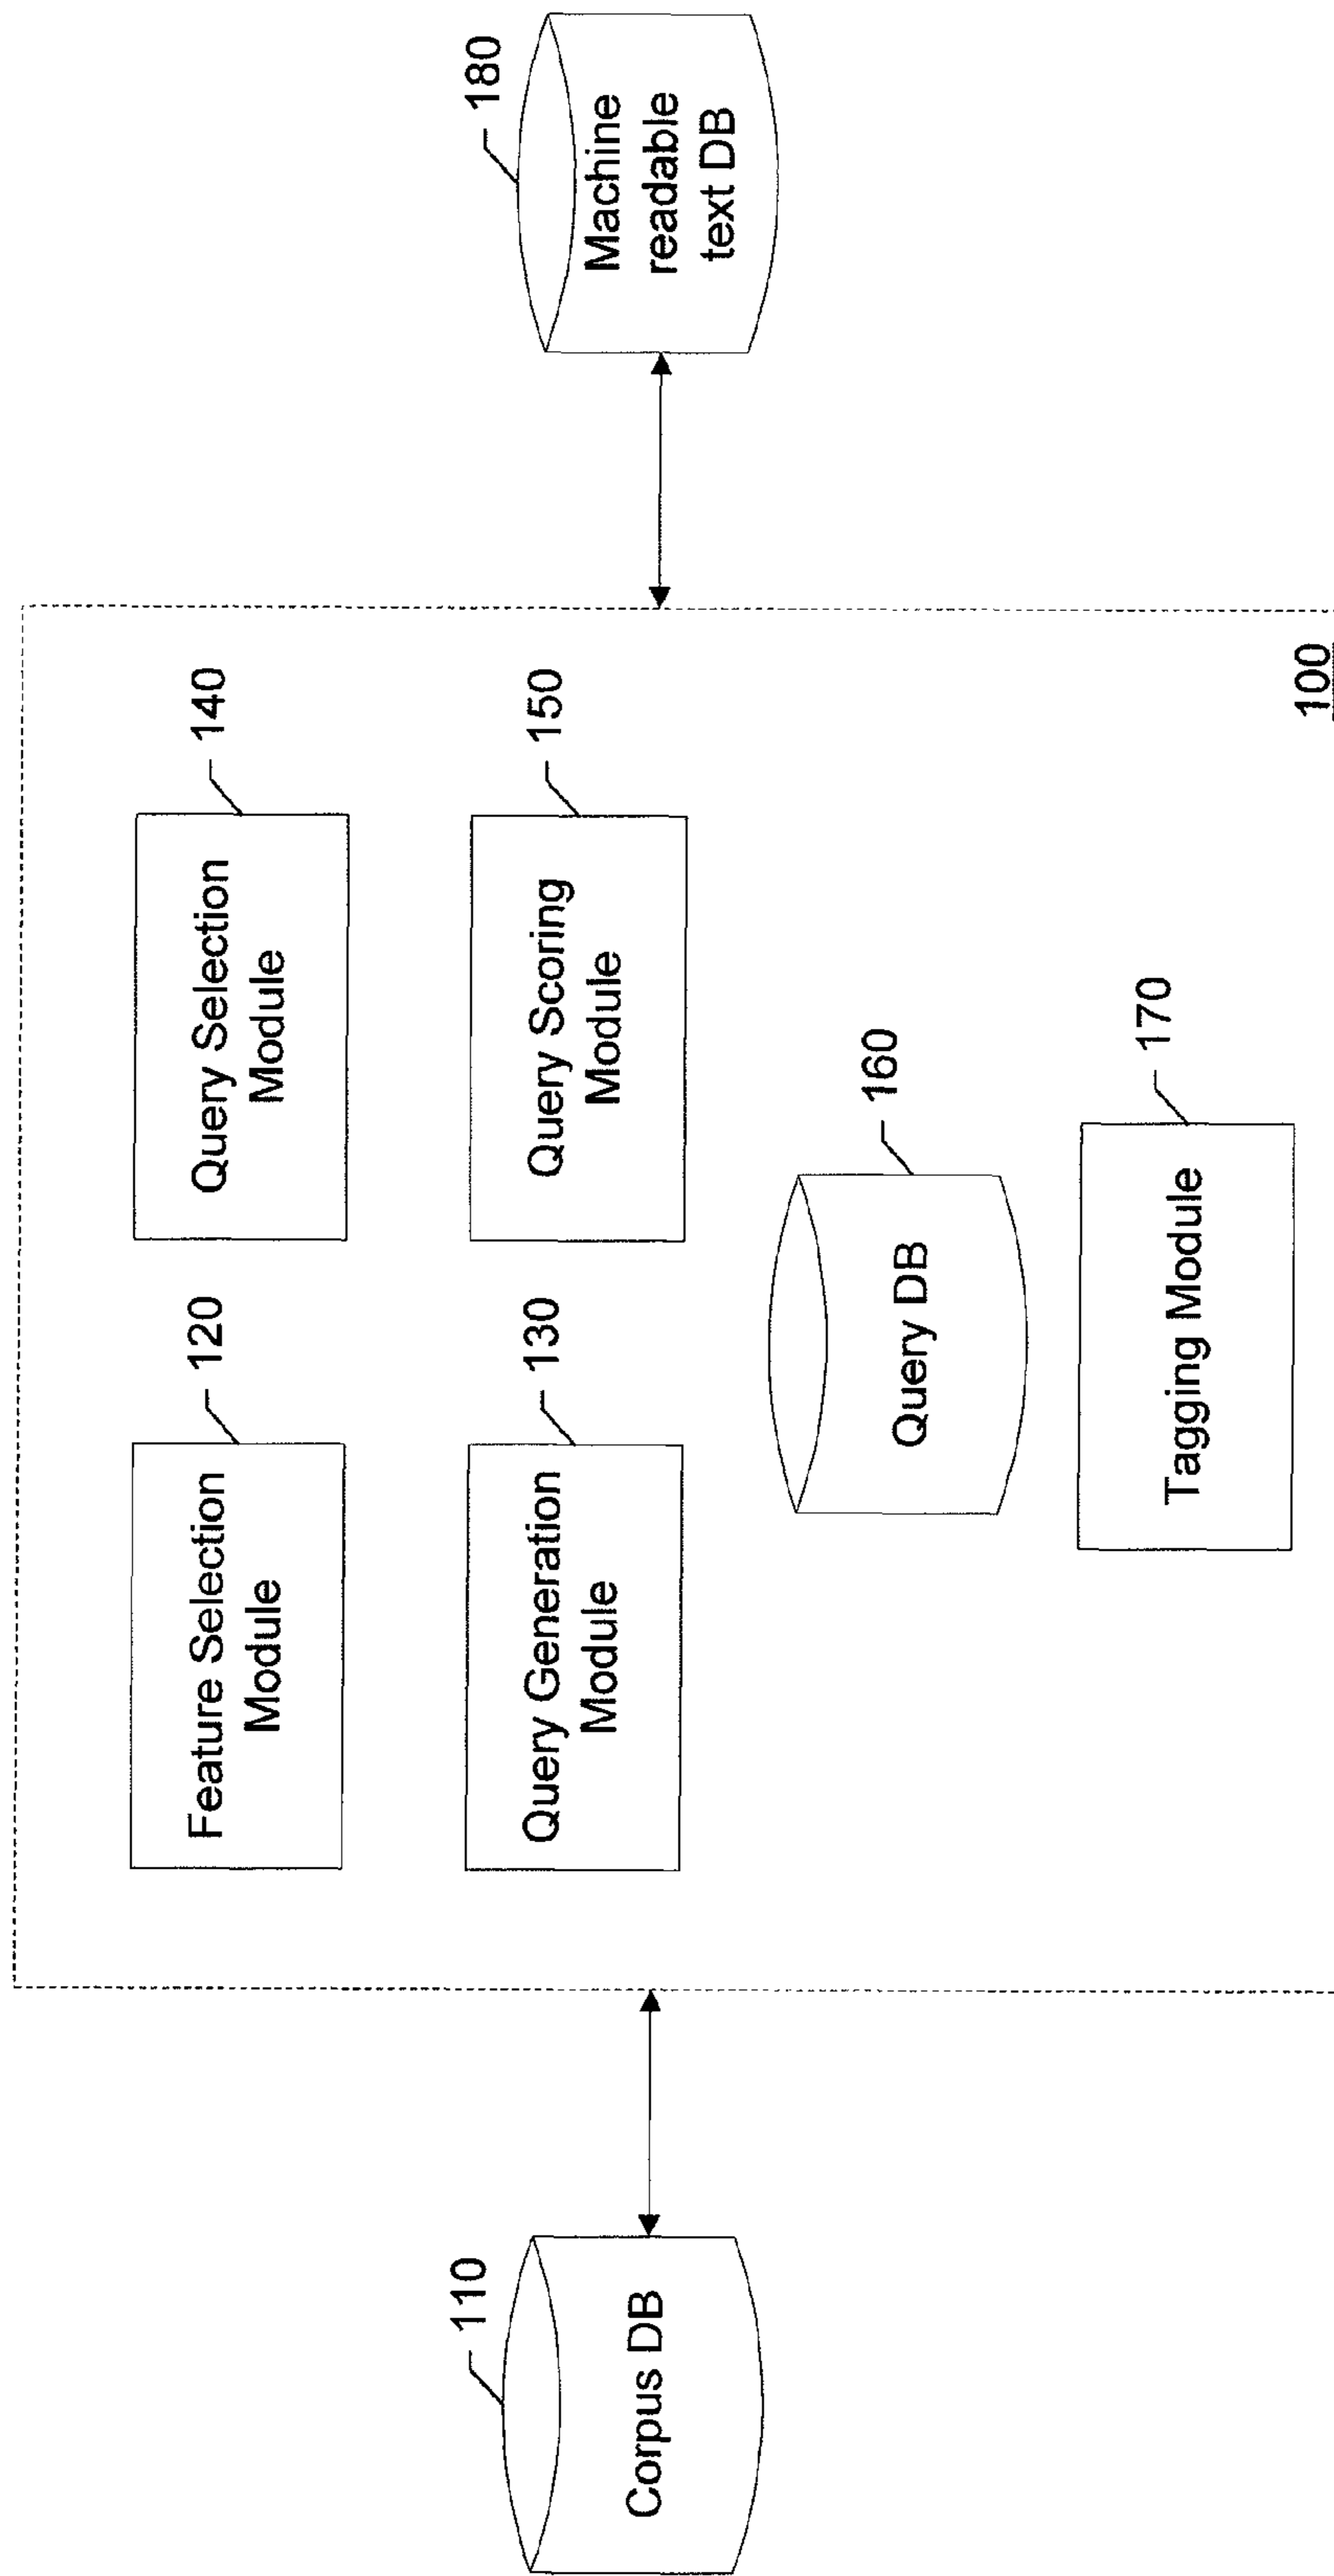 110
Corpus DB
120
Feature Selection
Module
140
Query Selection
Module
130
Query Generation
Module
150
Query Scoring
Module
160
Query DB
170
Tagging Module
100
180
Machine
readable
text DB